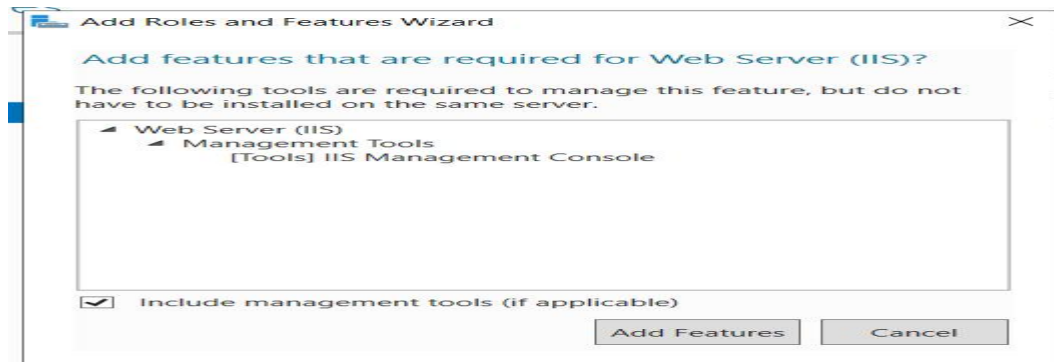 Add Roles and Features Wizard
Add features that are required for Web Server (IIS)?
The following tools are required to manage this feature, but do not
have to be installed on the same server.
Web Server (IIS)
Management Tools
[Tools] IIS Management Console
Include management tools (if applicable)
Add Features
Cancel